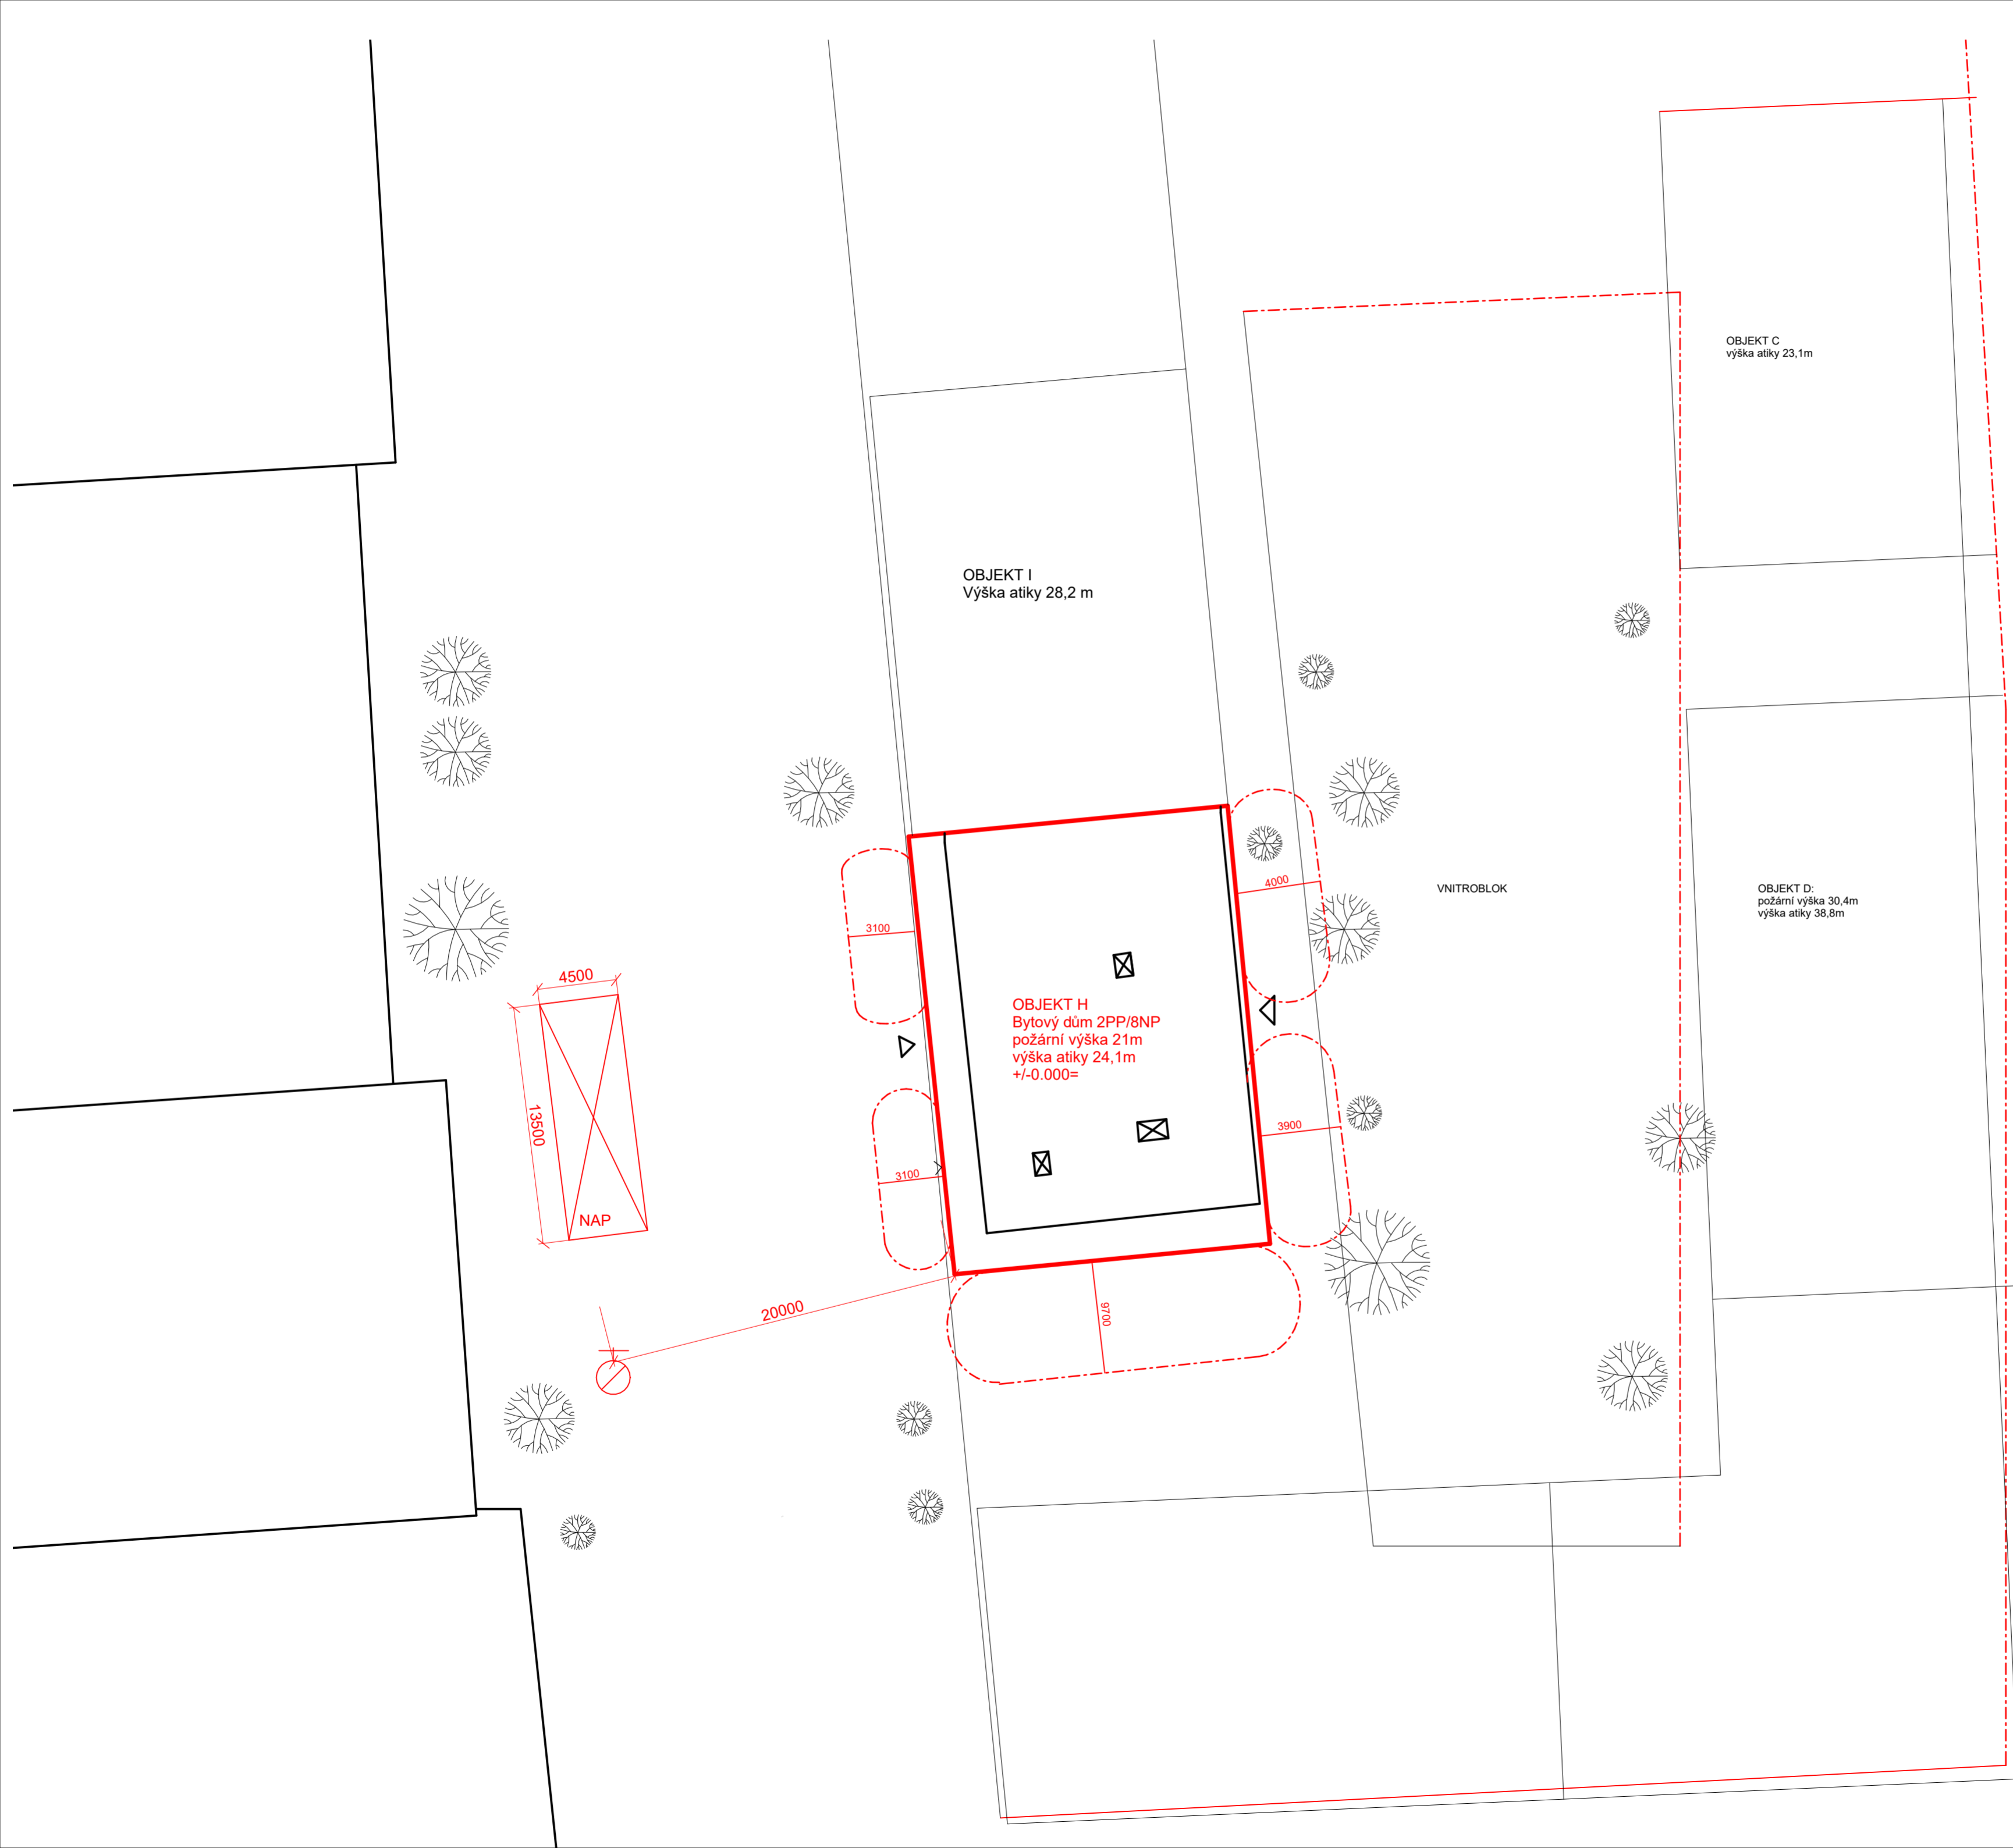 OBJEKT C
výška atiky 23,1m
OBJEKT I
Výška atiky 28,2 m
4000
VNITROBLOK
OBJEKT D:
požární výška 30,4m
výška atiky 38,8m
3100
4500
OBJEKT H
Bytový dům 2PP/8NP
požární výška 21m
výška atiky 24,1m
+/-0.000=
13500
3900
3100
NAP
20000
9700